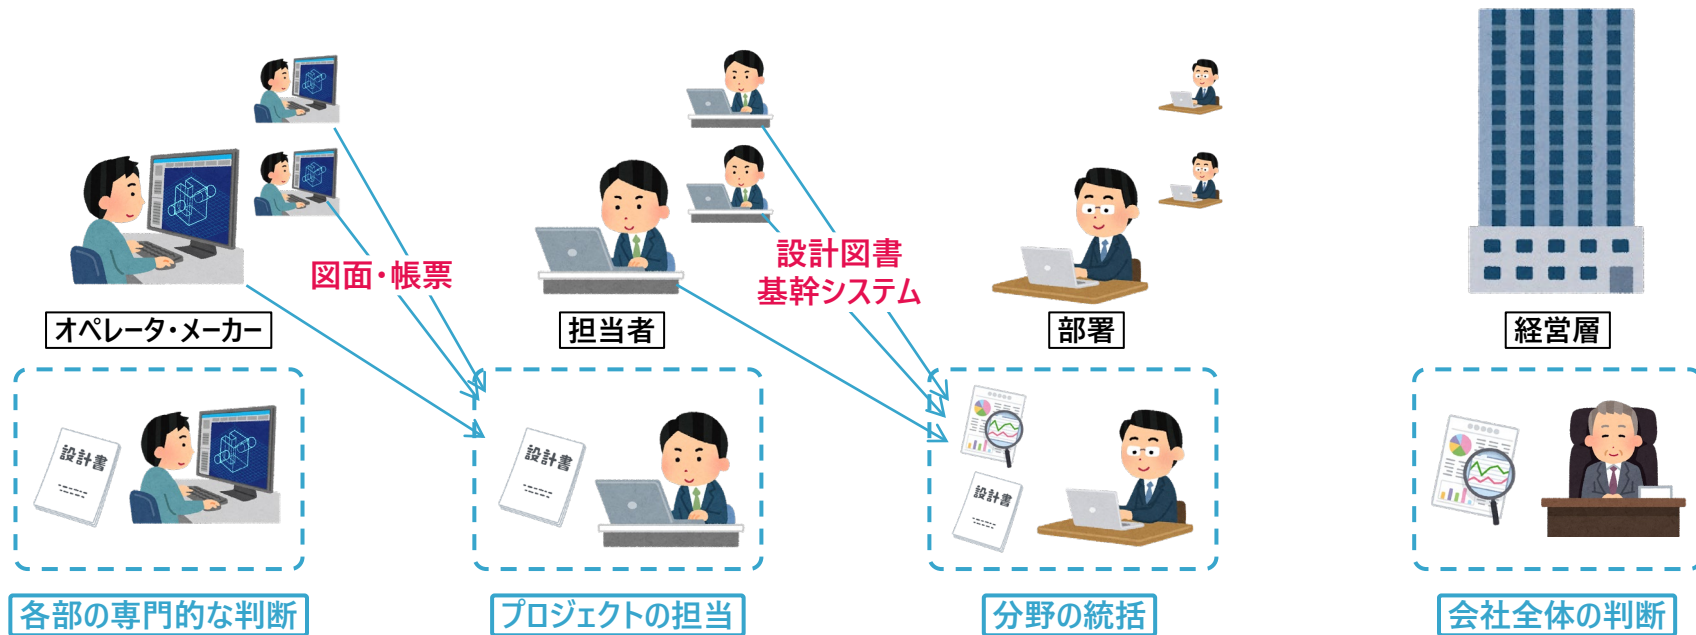 図面・帳票
設計図書
基幹システム
オペレータ・メーカー
担当者
部署
経営層
設計書
設計書
設計書
各部の専門的な判断
プロジェクトの担当
分野の統括
会社全体の判断